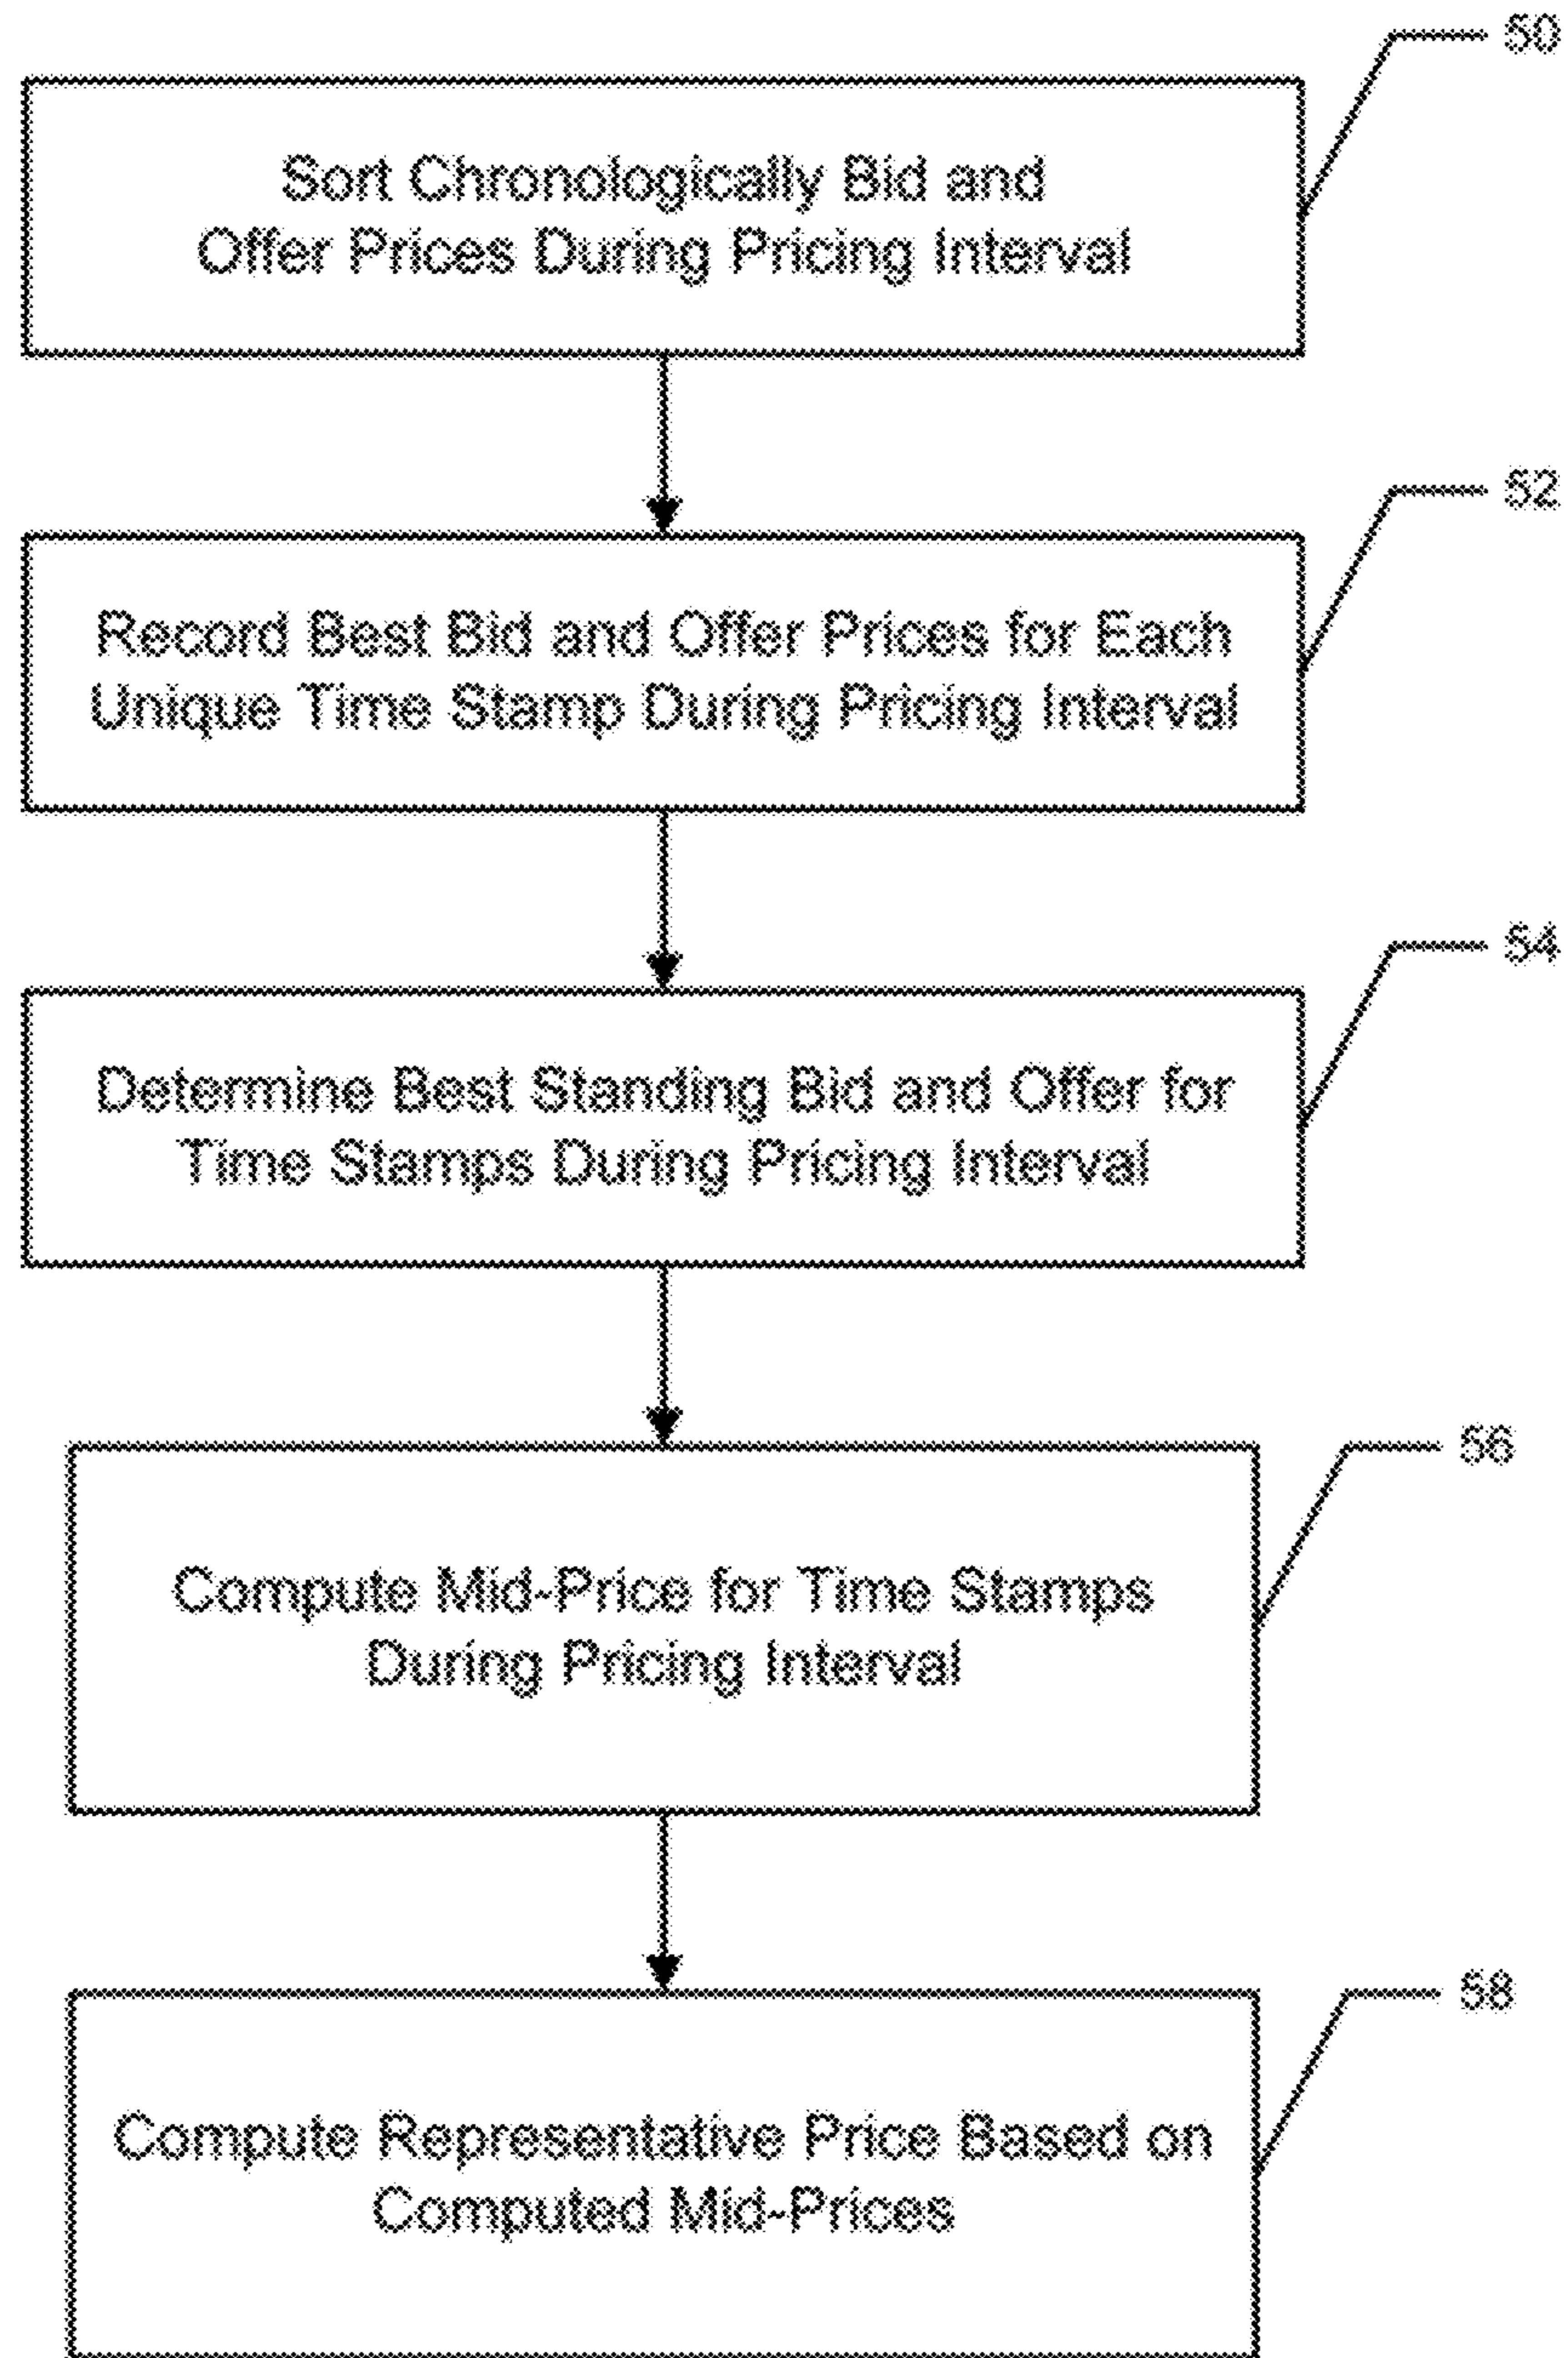 50
Sort Chronologically Bid and
Offer Prices During Pricing Interval
52
Record Best Bid and Offer Prices for Each
Unique Time Stamp During Pricing Interval
54
Determine Best Standing Bid and Offer for
Time Stamps During Pricing Interval
56
Compute Mid-Price for Time Stamps
During Pricing Interval
58
Compute Representative Price Based on
Computed Mid-Prices